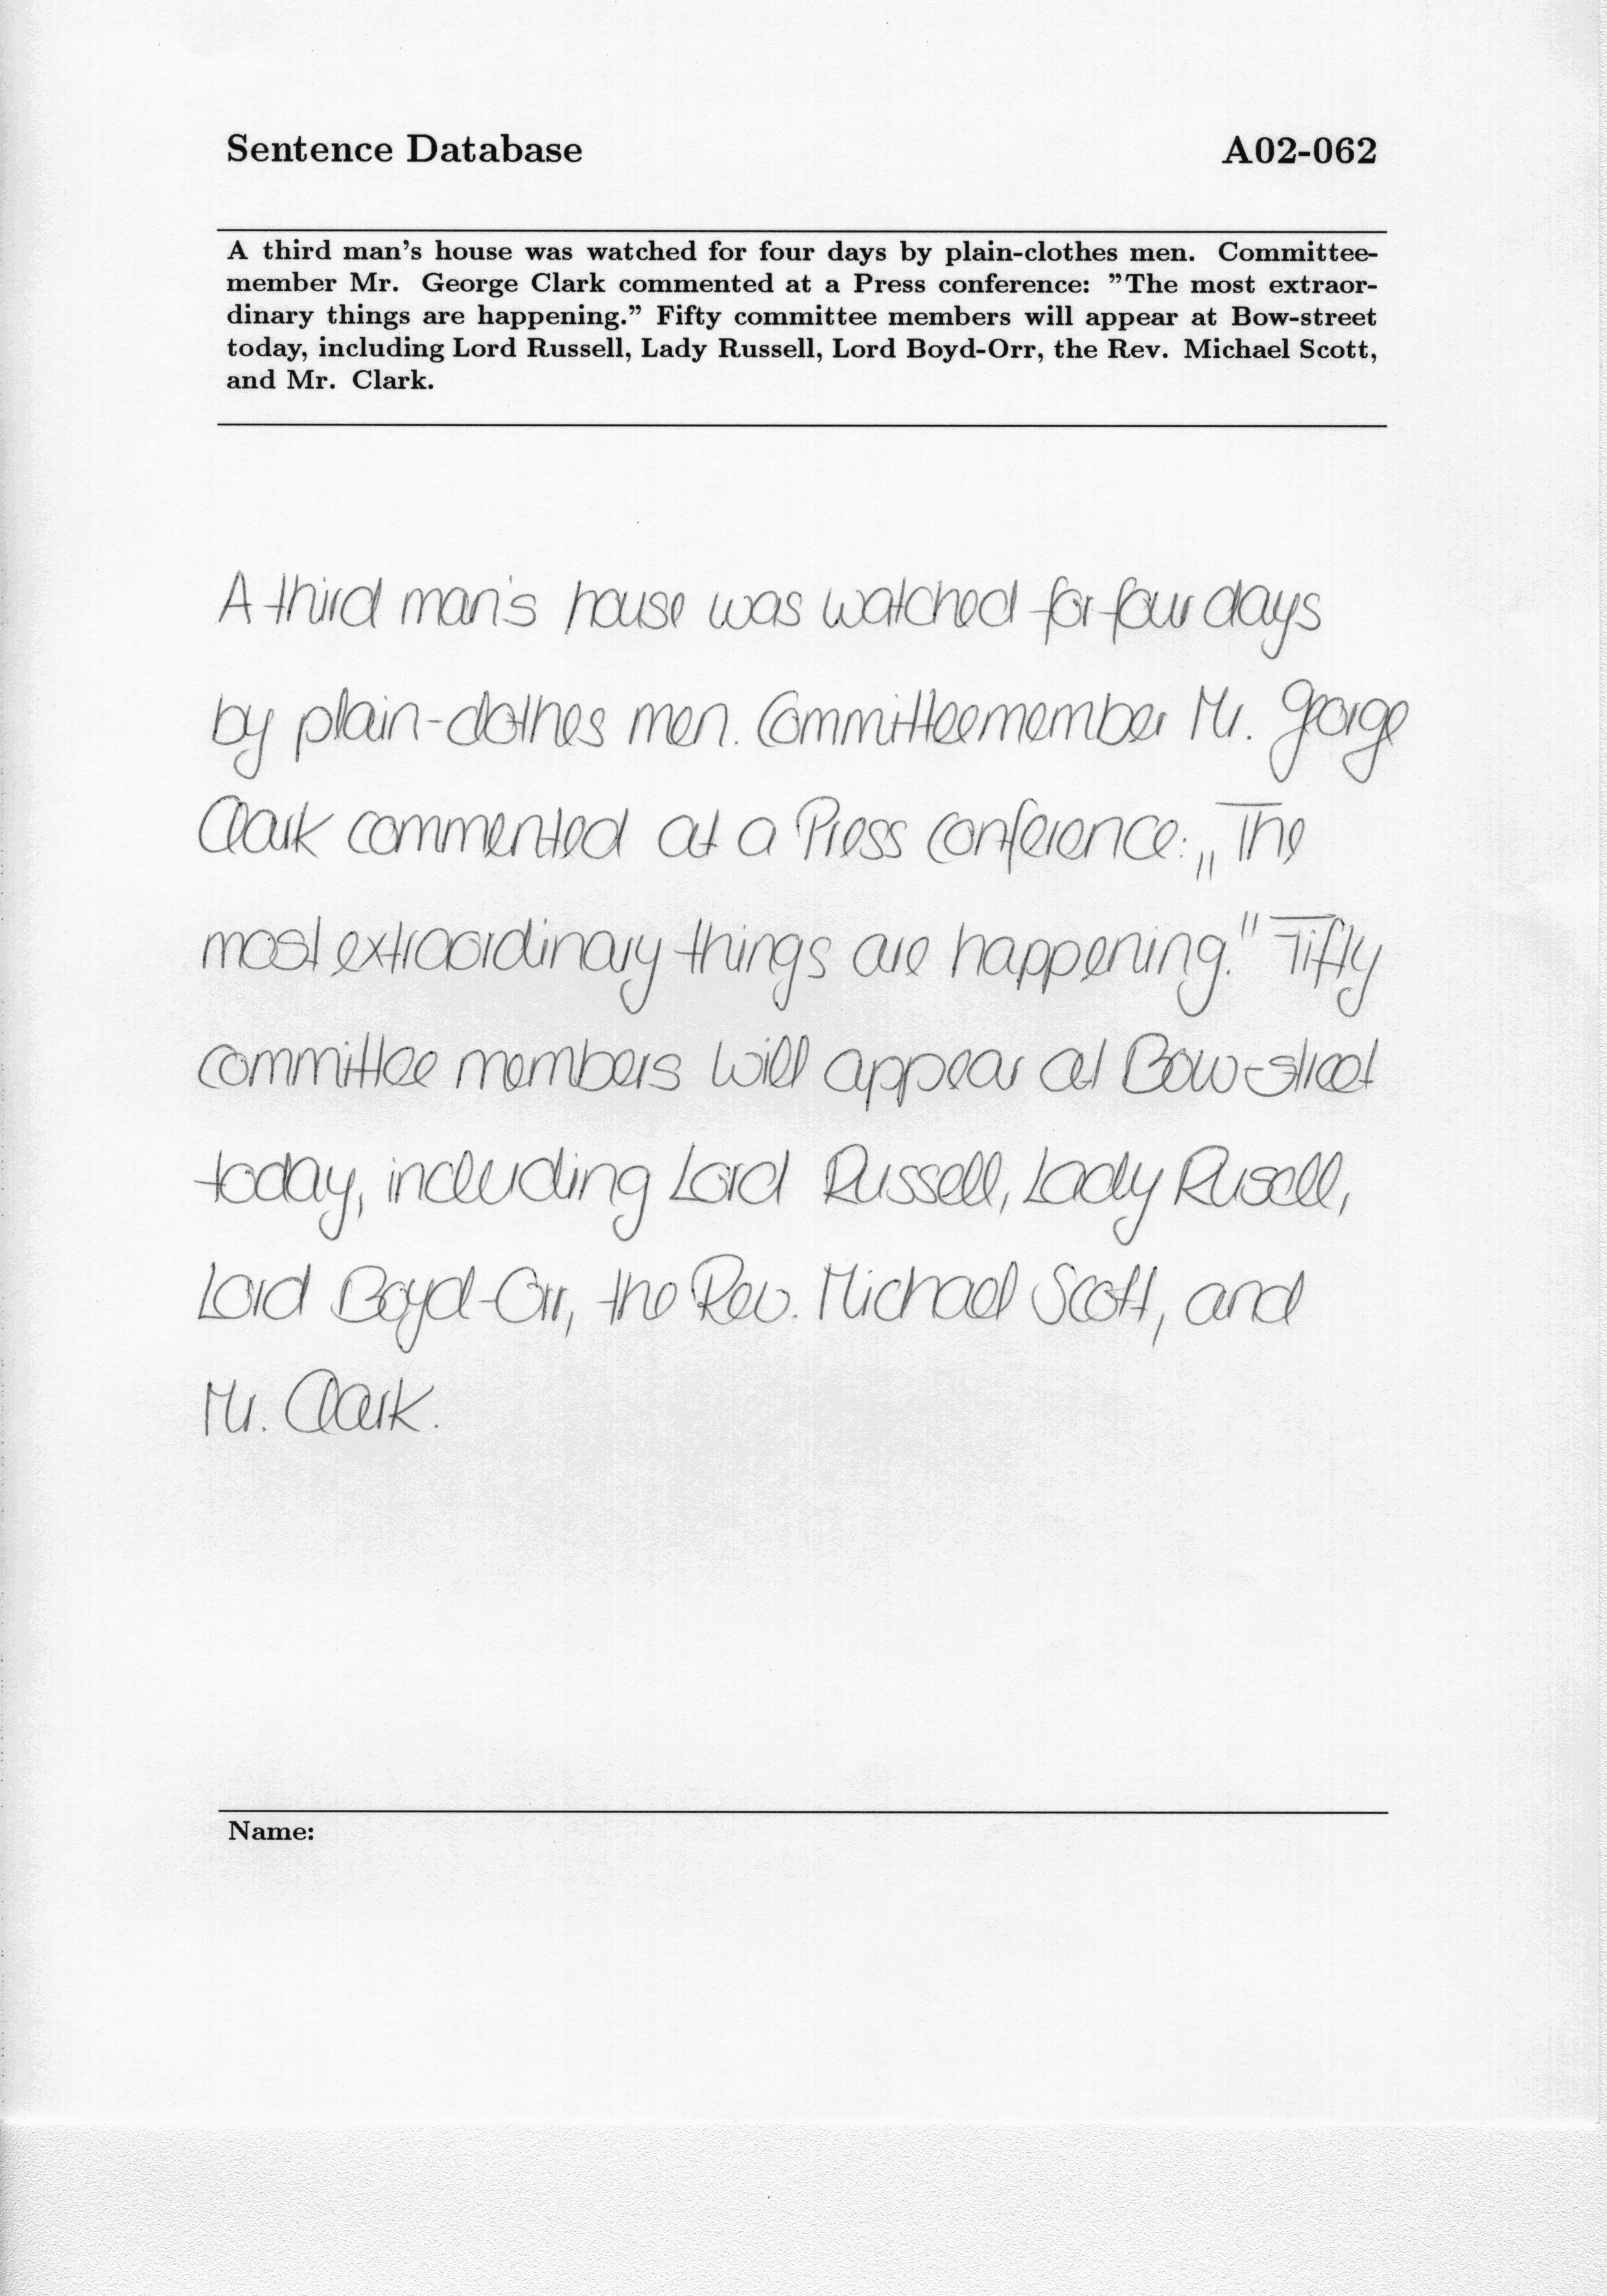 Sentence Database A02-062
A third man's house was watched for four days by plain-clothes men. Committee-
member Mr. George Clark commented at a Press conference: ”The most extraor-
dinary things are happening.” Fifty committee members will appear at Bow-street
today, including Lord Russell, Lady Russell, Lord Boyd-Orr, the Rev. Michael Scott,
and Mr. Clark.
A third man's house was watched for four days
by plain-clothes men. Committeemember Mr. George
Clark commented at a Press conference: „The
most extraordinary things are happening." Fifty
committee members will appear at Bow-street
today, including Lord Russell, Lady Rusell,
Lord Boyd-Orr, the Rev. Michael Scott, and
Mr. Clark.
Name: